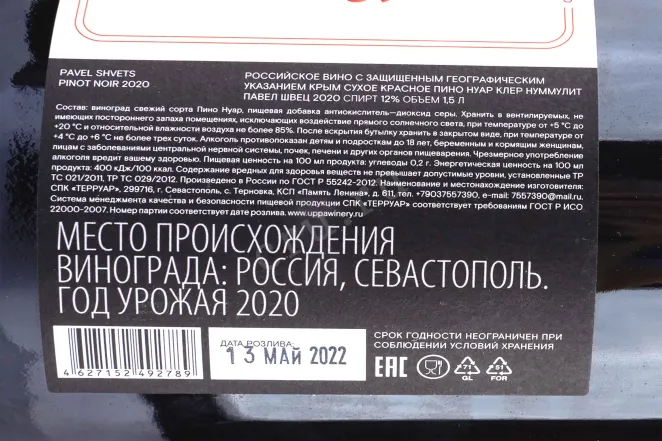 PAVEL SHVETS
PINOT NOIR 2020
РОССИЙСКОЕ ВИНО С ЗАЩИЩЕННЫМ ГЕОГРАФИЧЕСКИМ
УКАЗАНИЕМ КРЫМ СУХОЕ КРАСНОЕ ПИНО НУАР КЛЕР НУММУЛИТ
ПАВЕЛ ШВЕЦ 2020 СПИРТ 12% ОБЪЕМ 1,5 Л
Состав: виноград свежий сорта Пино Нуар, пищевая добавка антиокислитель–диоксид серы. Хранить в вентилируемых, не
имеющих постороннего запаха помещениях, исключающих воздействие прямого солнечного света, при температуре от +5 °С до
+20 °С и относительной влажности воздуха не более 85%. После вскрытия бутылку хранить в закрытом виде, при температуре от
+4 °С до +6 °С не более трех суток. Алкоголь противопоказан детям и подросткам до 18 лет, беременным и кормящим женщинам,
лицам с заболеваниями центральной нервной системы, почек, печени и других органов пищеварения. Чрезмерное употребление
алкоголя вредит вашему здоровью. Пищевая ценность на 100 мл продукта: углеводы 0,2 г. Энергетическая ценность на 100 мл
продукта: 400 кДж/100 ккал. Содержание вредных для здоровья веществ не превышает допустимые уровни, установленные ТР
ТС 021/2011, ТР ТС 029/2012. Произведено в России по ГОСТ Р 55242-2012. Наименование и местонахождение изготовителя:
СПК «ТЕРРУАР», 299716, г. Севастополь, с. Терновка, КСП «Память Ленина», д. 611, тел. +79037557390, e-mail: 7557390@mail.ru
Система менеджмента качества и безопасности пищевой продукции СПК «ТЕРРУАР» соответствует требованиям ГОСТ Р ИСО
22000-2007. Номер партии соответствует дате розлива. www.uppawinery.ru
МЕСТО ПРОИСХОЖДЕНИЯ
ВИНОГРАДА: РОССИЯ, СЕВАСТОПОЛЬ.
ГОД УРОЖАЯ 2020
4 627152 492789
ДАТА РОЗЛИВА:
13 МАЙ 2022
СРОК ГОДНОСТИ НЕОГРАНИЧЕН ПРИ
СОБЛЮДЕНИИ УСЛОВИЙ ХРАНЕНИЯ
EAC
71
GL
51
FOR